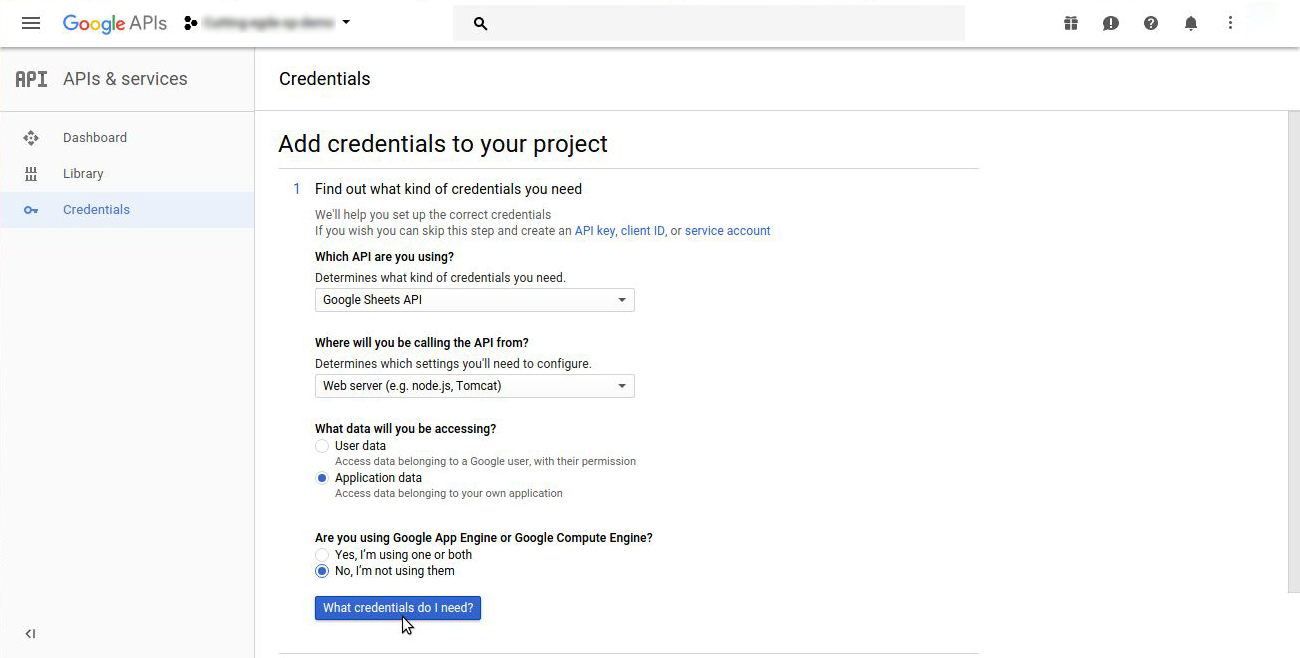 Google APIs
API APIs & services
Credentials
Dashboard
Library
Credentials
Add credentials to your project
1 Find out what kind of credentials you need
We'll help you set up the correct credentials
If you wish you can skip this step and create an API key, client ID, or service account
Which API are you using?
Determines what kind of credentials you need.
Google Sheets API
Where will you be calling the API from?
Determines which settings you'll need to configure.
Web server (e.g. node.js, Tomcat)
What data will you be accessing?
User data
Access data belonging to a Google user, with their permission
Application data
Access data belonging to your own application
Are you using Google App Engine or Google Compute Engine?
Yes, I'm using one or both
No, I'm not using them
What credentials do I need?